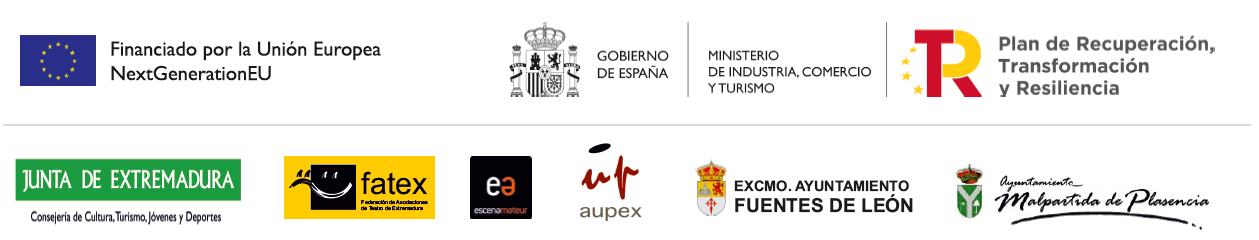 Financiado por la Unión Europea
NextGenerationEU
GOBIERNO
DE ESPAÑA
MINISTERIO
DE INDUSTRIA, COMERCIO
Y TURISMO
TR
Plan de Recuperación,
Transformación
y Resiliencia
JUNTA DE EXTREMADURA
Consejería de Cultura, Turismo, Jóvenes y Deportes
fatex
Federación de Asociaciones
de Teatro de Extremadura
ea
escenamateur
up
aupex
EXCMO. AYUNTAMIENTO
FUENTES DE LEÓN
Ayuntamiento
Malpartida de Plasencia